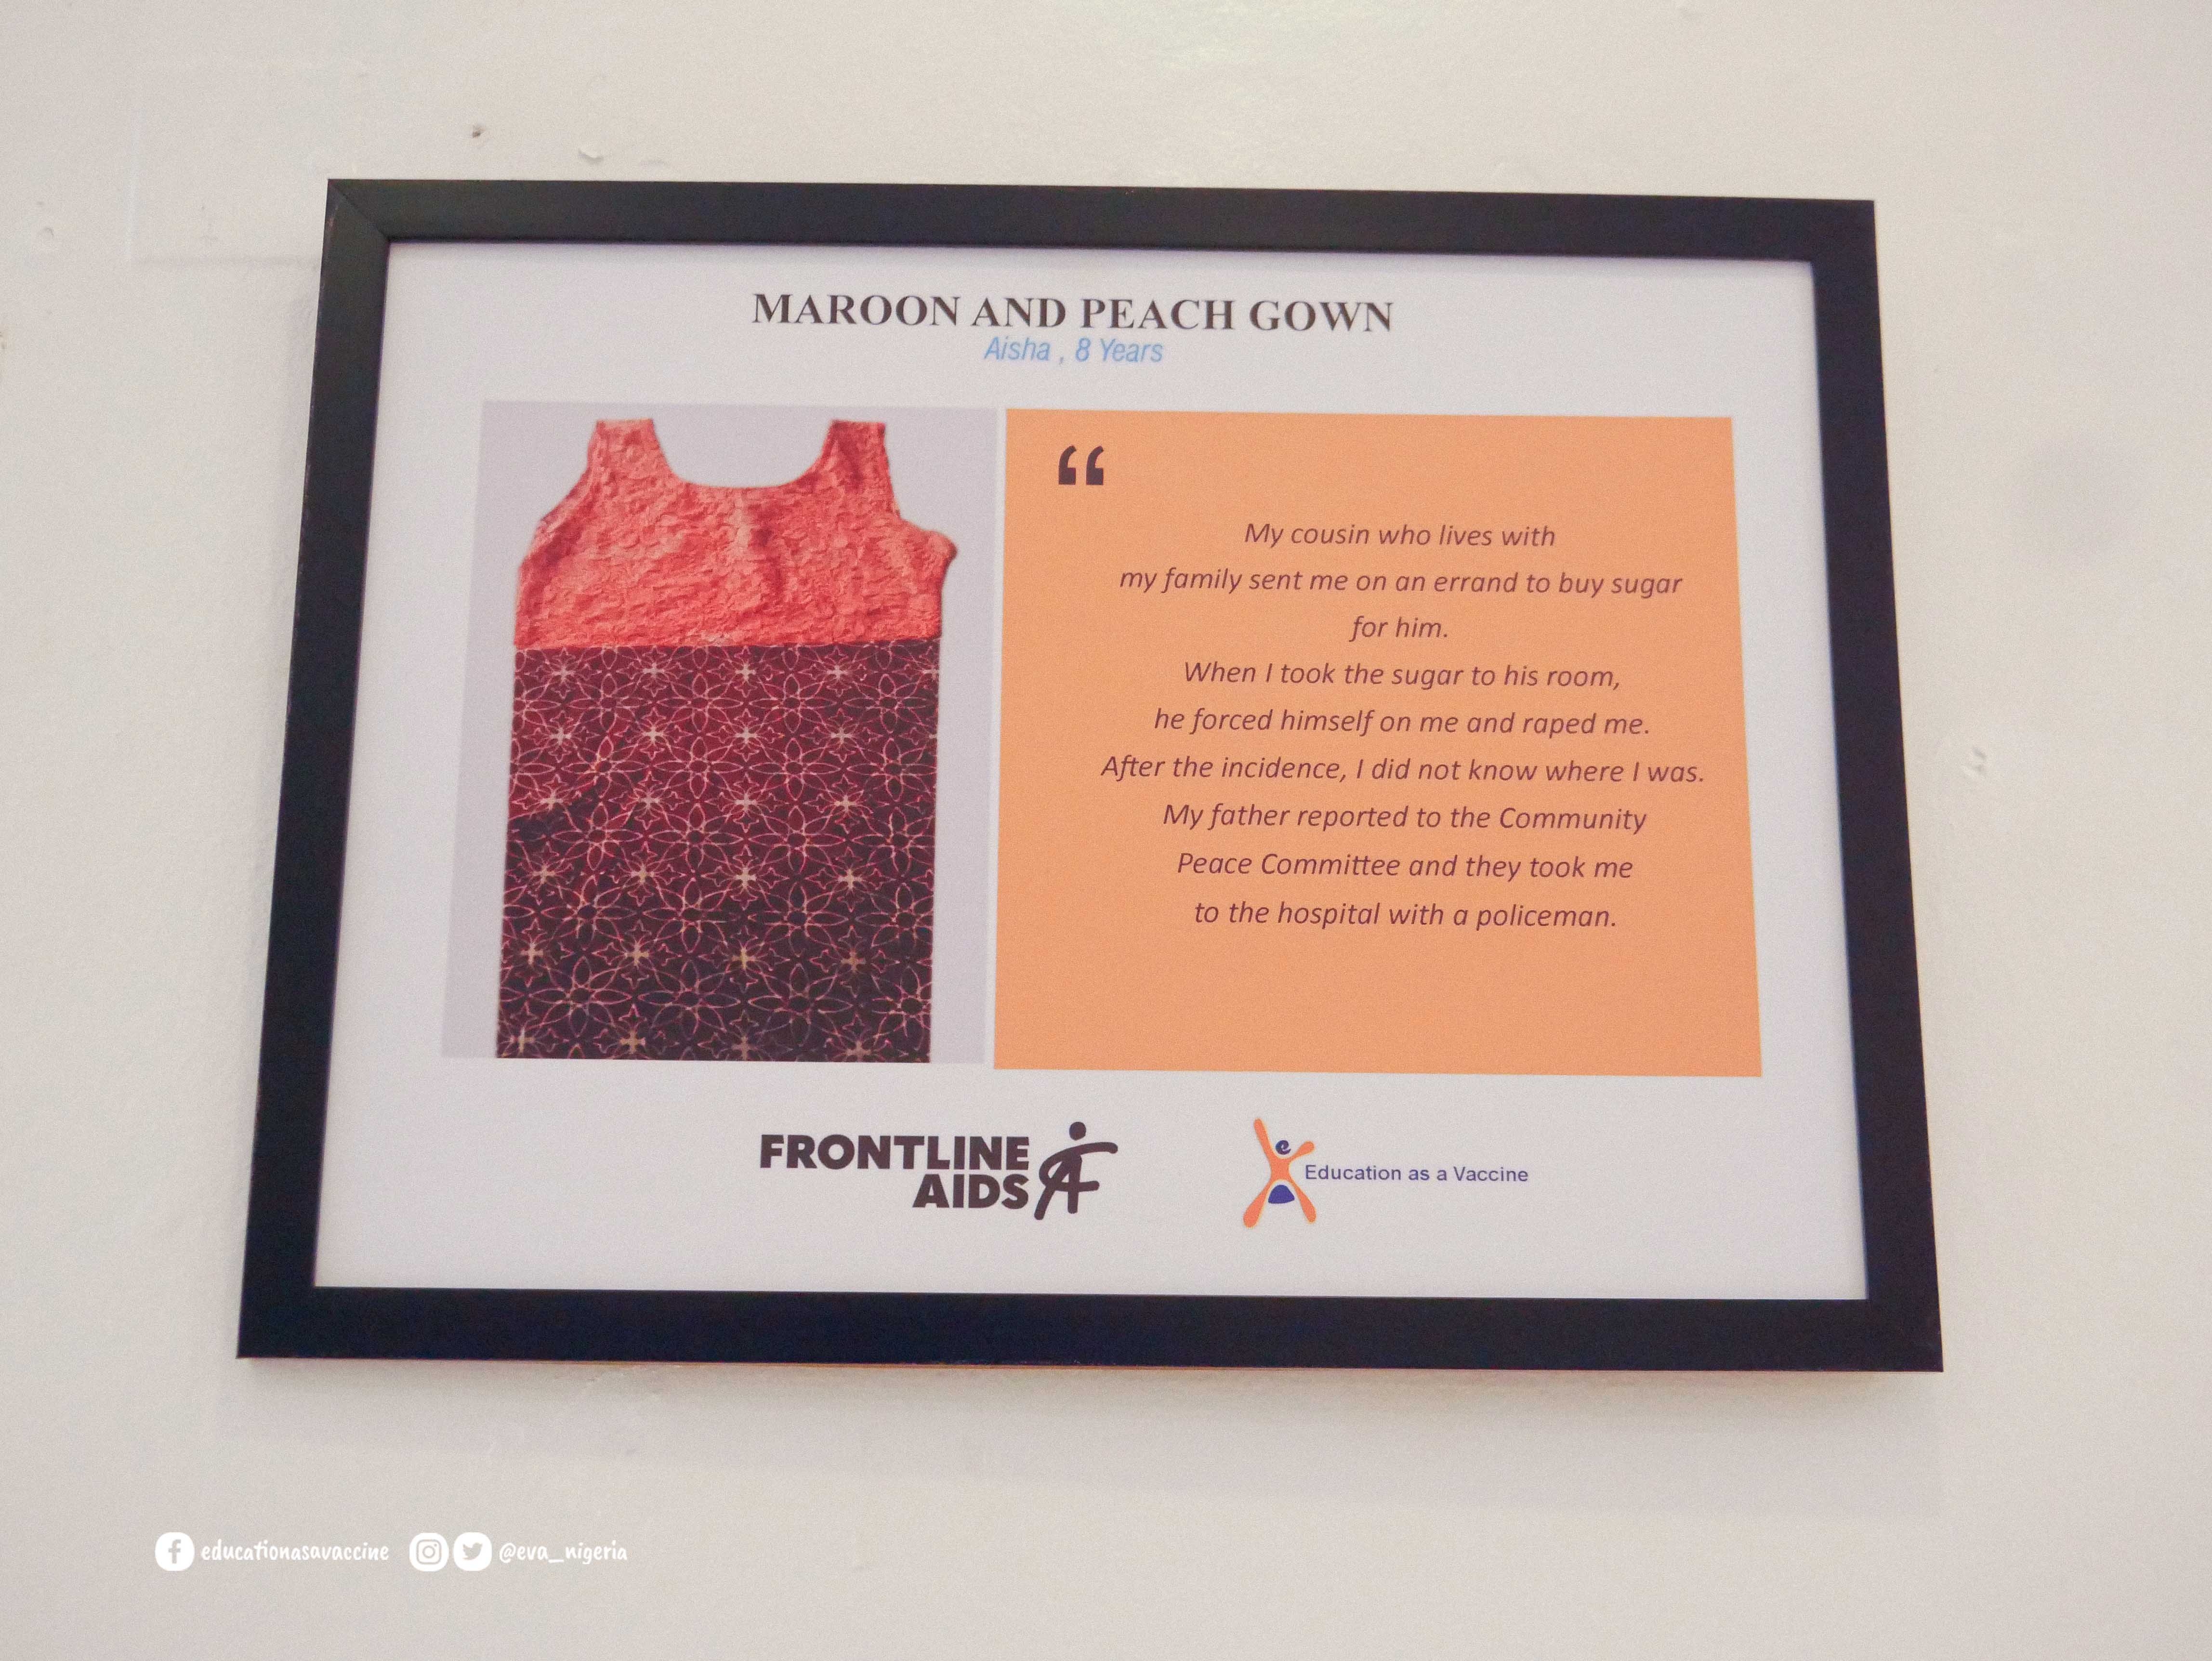 MAROON AND PEACH GOWN
Aisha , 8 Years
“
My cousin who lives with
my family sent me on an errand to buy sugar
for him.
When I took the sugar to his room,
he forced himself on me and raped me.
After the incidence, I did not know where I was.
My father reported to the Community
Peace Committee and they took me
to the hospital with a policeman.
FRONTLINE
AIDS
e
Education as a Vaccine
educationasavaccine @eva_nigeria